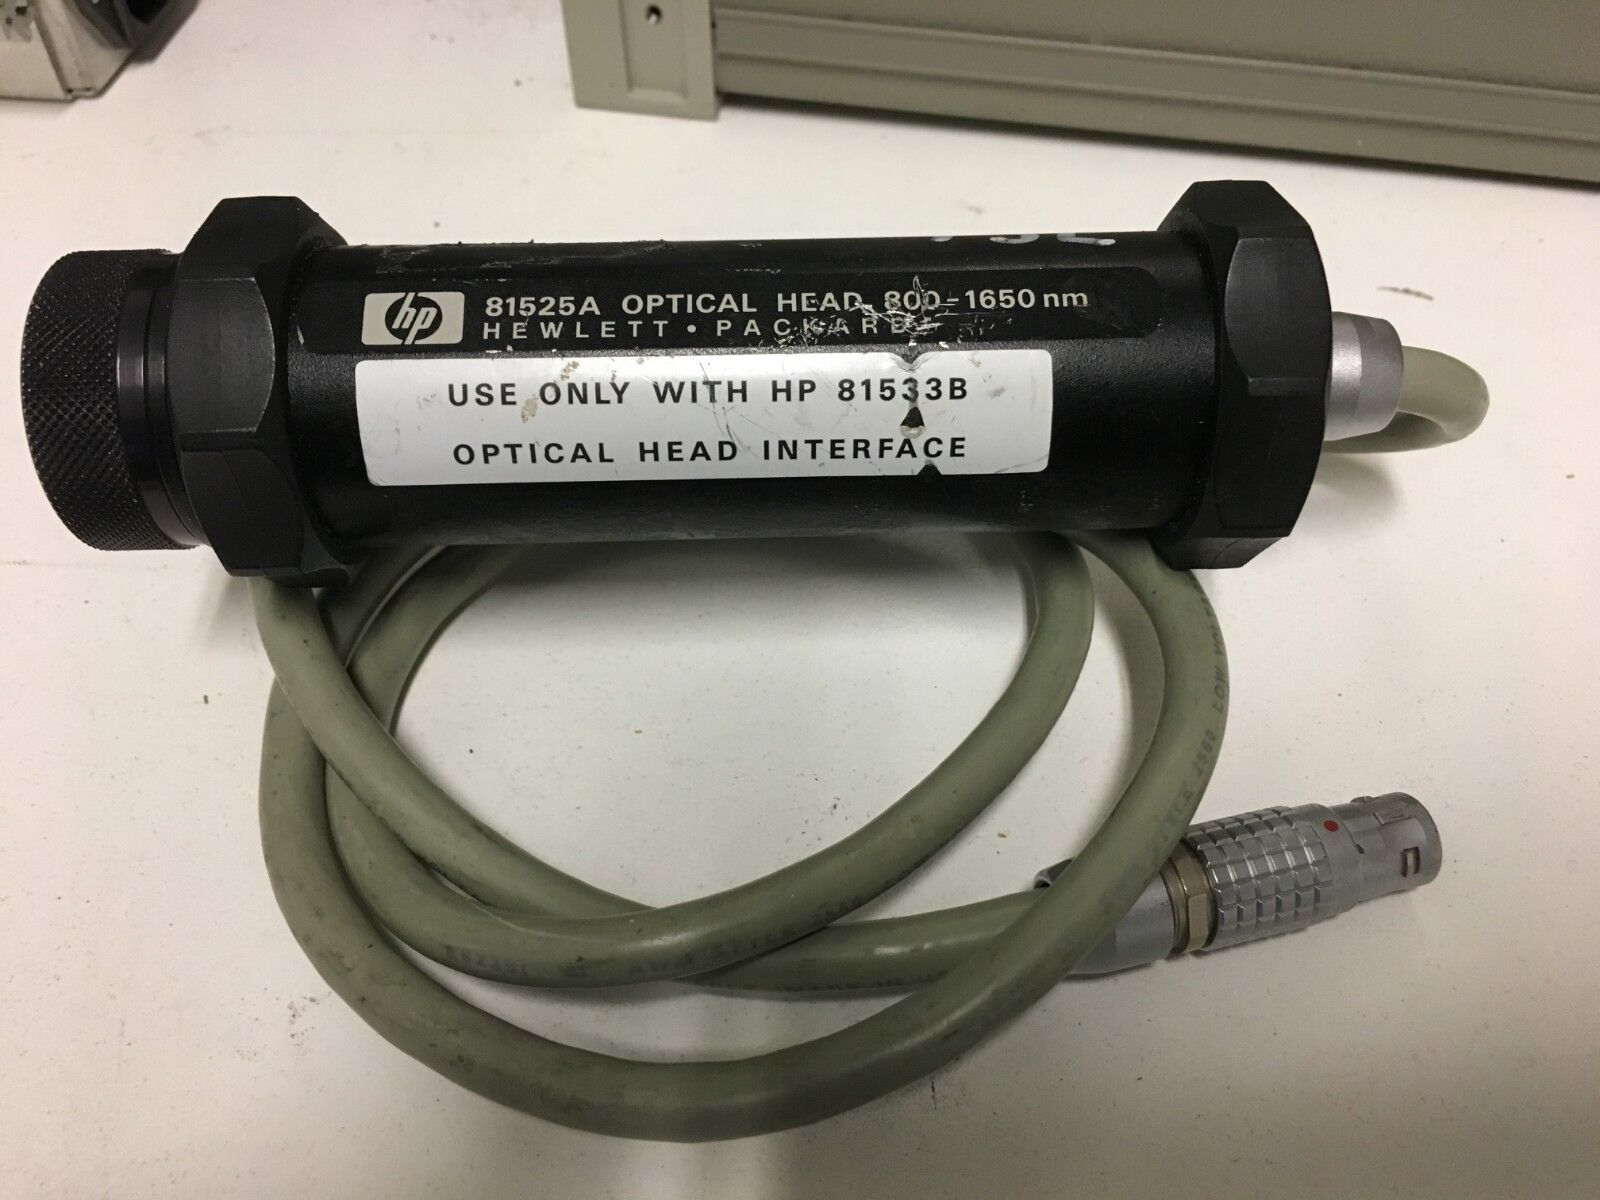 hp 81525A OPTICAL HEAD 800-1650 nm
HEWLETT • PACKARD
USE ONLY WITH HP 81533B
OPTICAL HEAD INTERFACE